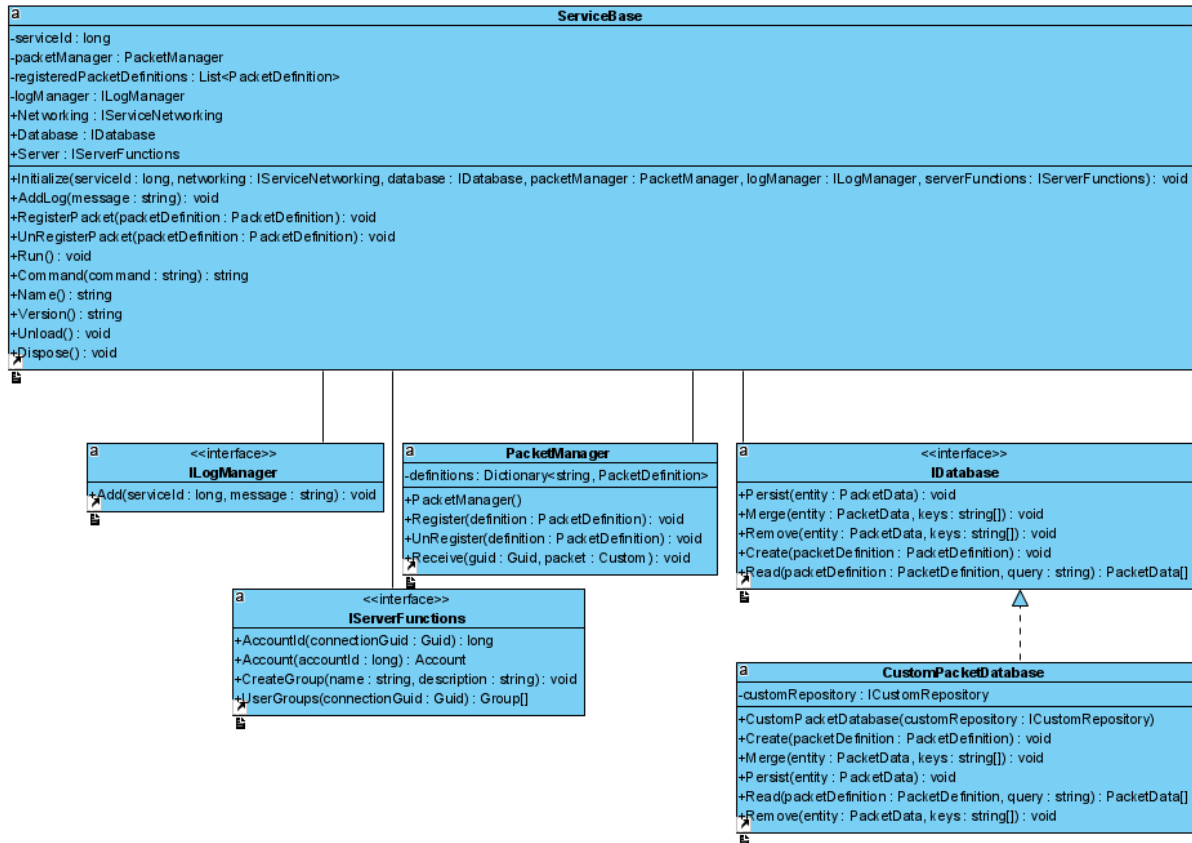 a
ServiceBase
-serviceId : long
-packetManager : PacketManager
-registeredPacketDefinitions : List<PacketDefinition>
-logManager : ILogManager
+Networking : IServiceNetworking
+Database : IDatabase
+Server : IServerFunctions
+Initialize(serviceId : long, networking : IServiceNetworking, database : IDatabase, packetManager : PacketManager, logManager : ILogManager, serverFunctions : IServerFunctions) : void
+AddLog(message : string) : void
+RegisterPacket(packetDefinition : PacketDefinition) : void
+UnRegisterPacket(packetDefinition : PacketDefinition) : void
+Run() : void
+Command(command : string) : string
+Name() : string
+Version() : string
+Unload() : void
+Dispose() : void
a
<<interface>>
ILogManager
+Add(serviceId : long, message : string) : void
a
PacketManager
-definitions : Dictionary<string, PacketDefinition>
+PacketManager()
+Register(definition : PacketDefinition) : void
+UnRegister(definition : PacketDefinition) : void
+Receive(guid : Guid, packet : Custom) : void
a
<<interface>>
IDatabase
+Persist(entity : PacketData) : void
+Merge(entity : PacketData, keys : string[]) : void
+Remove(entity : PacketData, keys : string[]) : void
+Create(packetDefinition : PacketDefinition) : void
+Read(packetDefinition : PacketDefinition, query : string) : PacketData[]
a
<<interface>>
IServerFunctions
+AccountId(connectionGuid : Guid) : long
+Account(accountId : long) : Account
+CreateGroup(name : string, description : string) : void
+UserGroups(connectionGuid : Guid) : Group[]
a
CustomPacketDatabase
-customRepository : ICustomRepository
+CustomPacketDatabase(customRepository : ICustomRepository)
+Create(packetDefinition : PacketDefinition) : void
+Merge(entity : PacketData, keys : string[]) : void
+Persist(entity : PacketData) : void
+Read(packetDefinition : PacketDefinition, query : string) : PacketData[]
+Remove(entity : PacketData, keys : string[]) : void